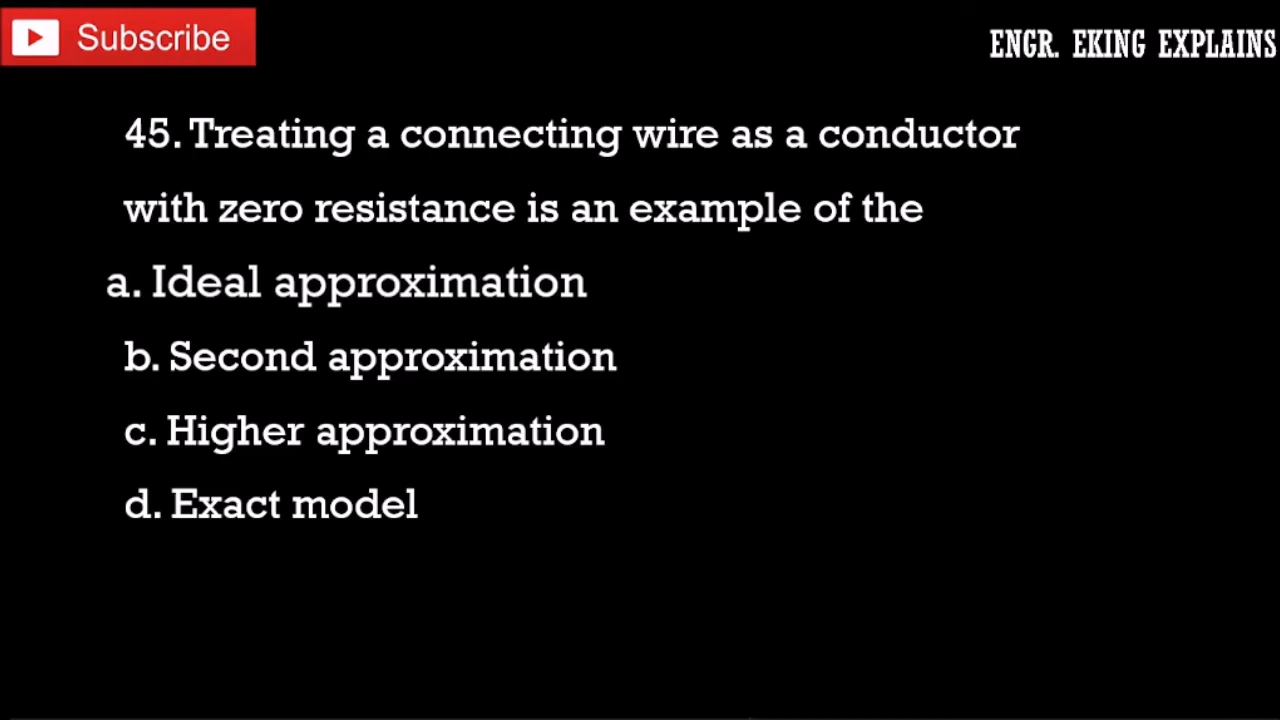 Subscribe
ENGR. EKING EXPLAINS
45. Treating a connecting wire as a conductor
with zero resistance is an example of the
a. Ideal approximation
b. Second approximation
c. Higher approximation
d. Exact model